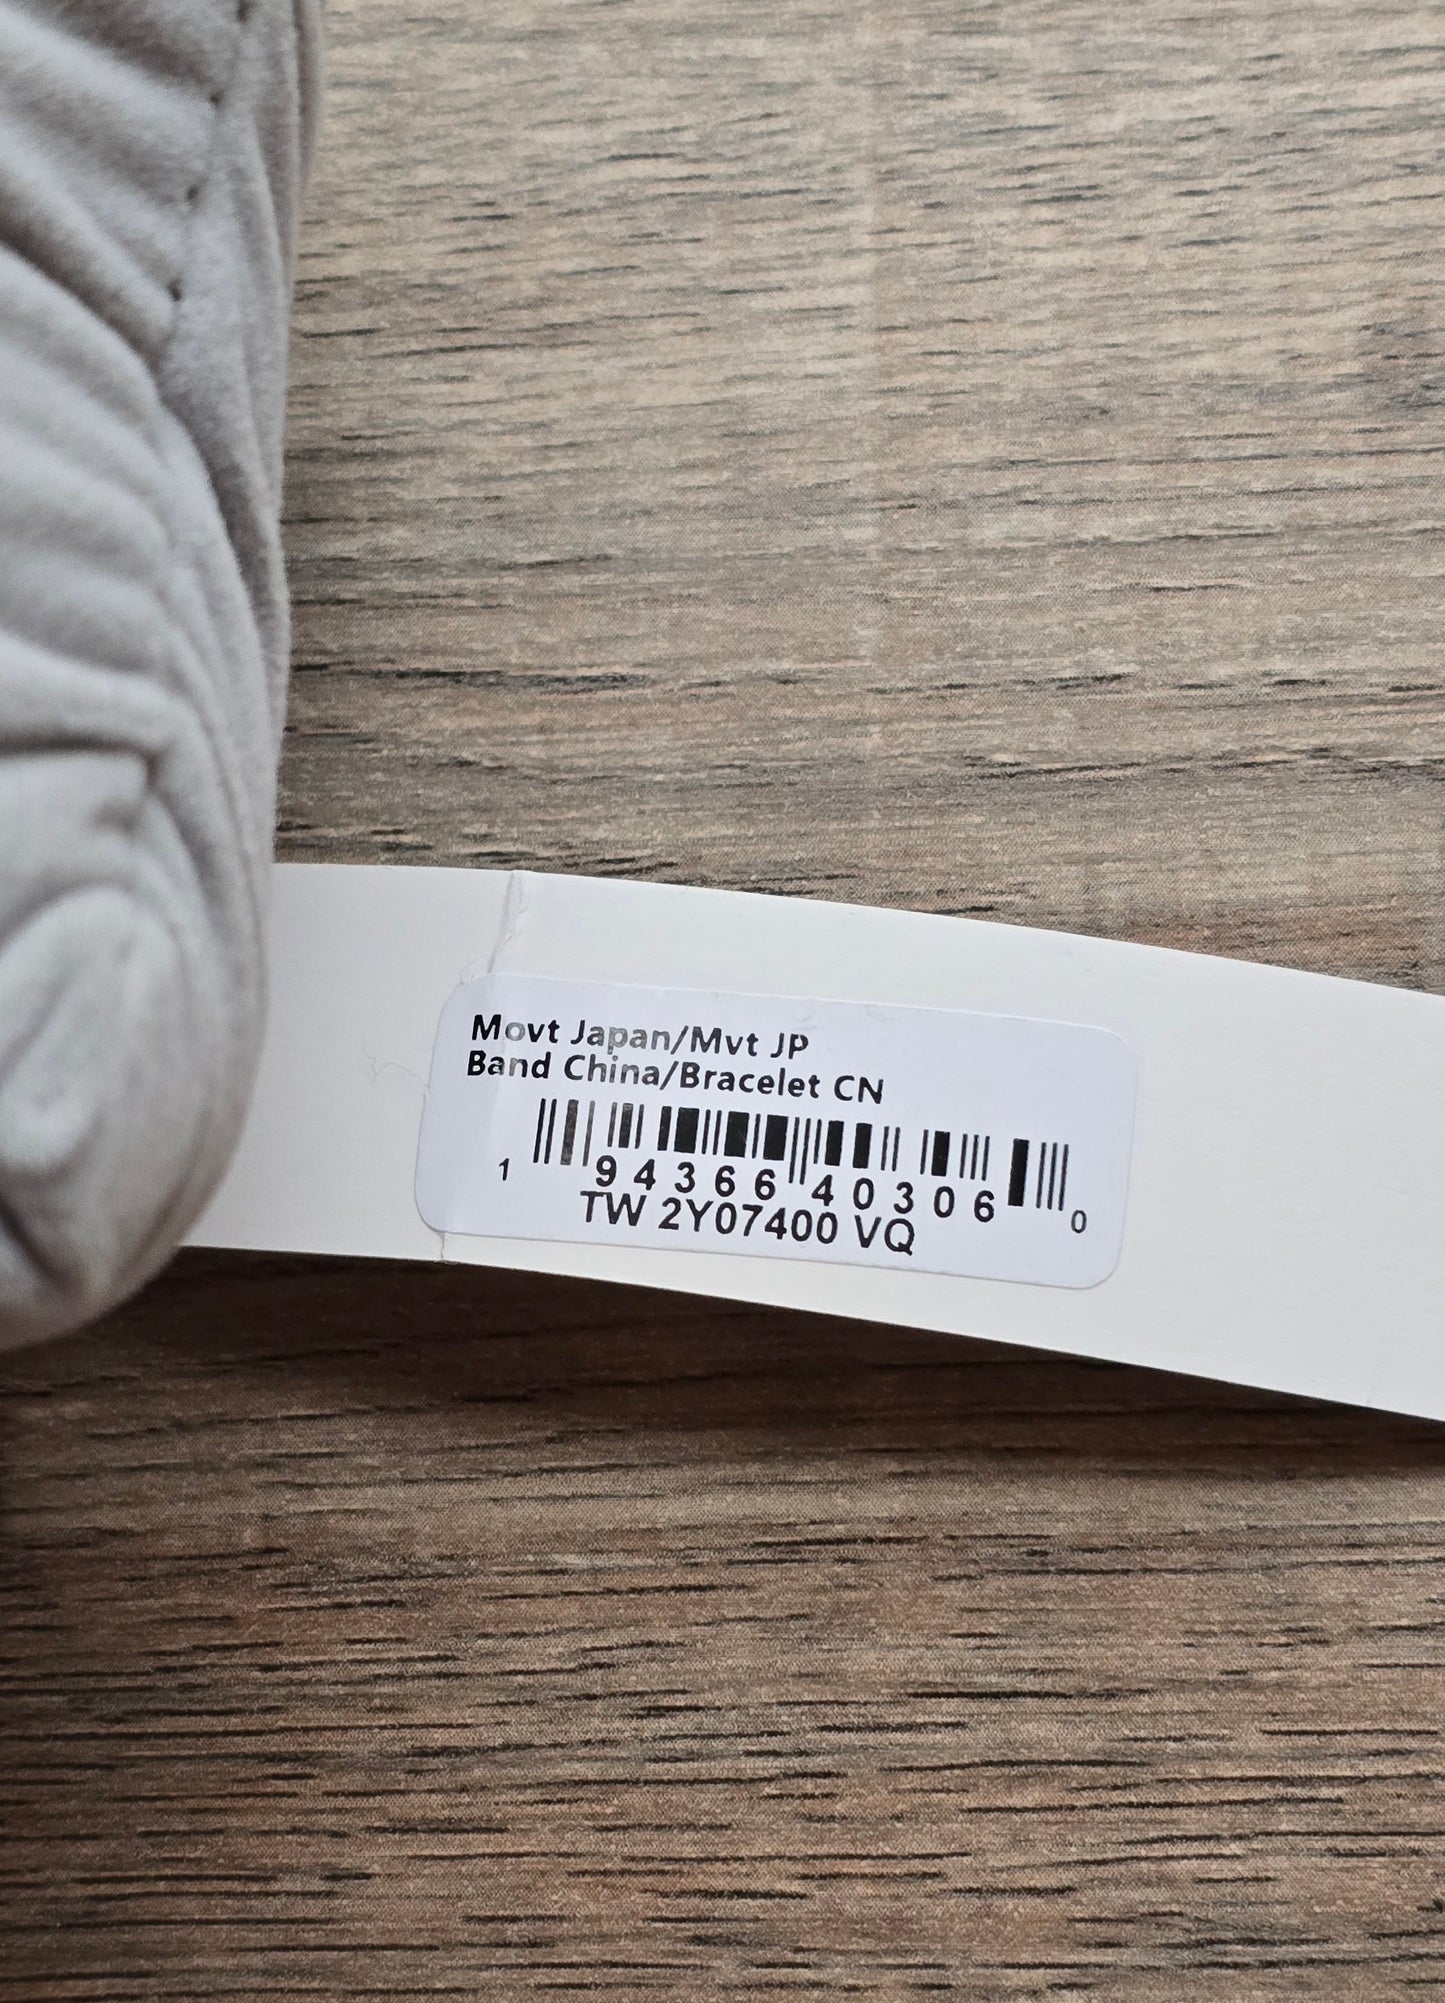 Movt Japan/Mvt JP
Band China/Bracelet CN
1 94366 40306 0
TW 2Y07400 VQ